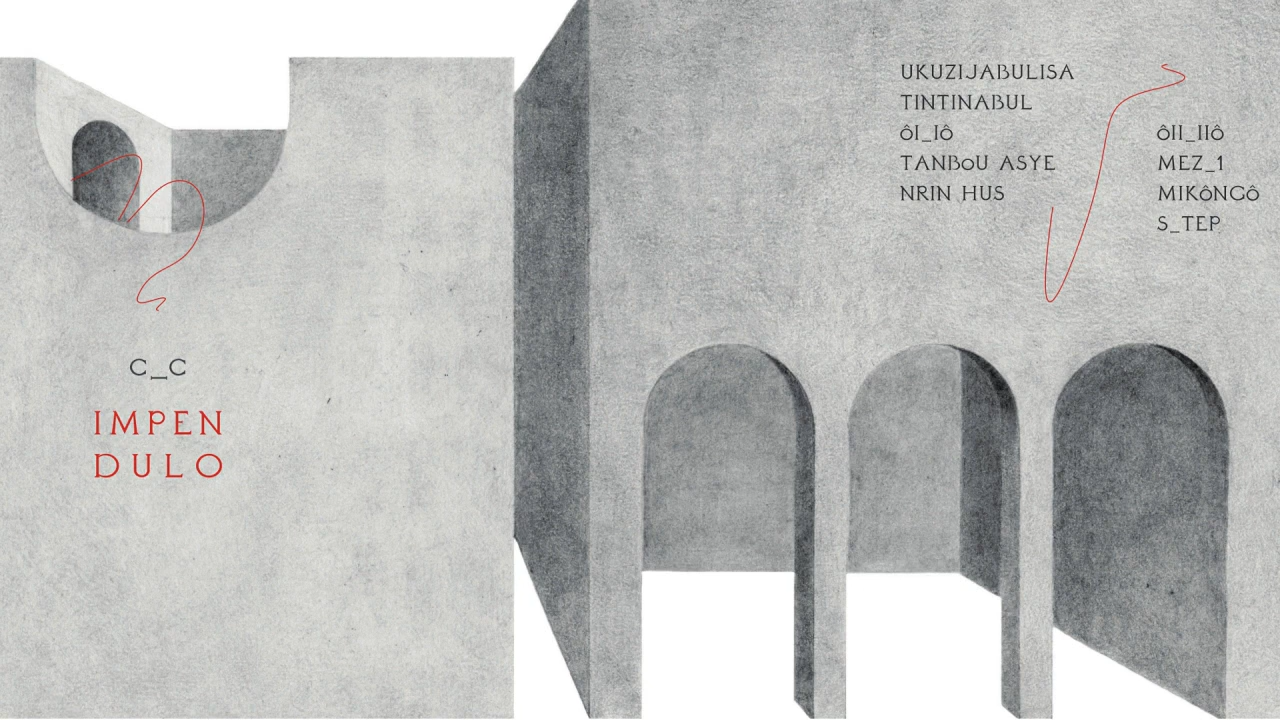 C_C
IMPEN
DULO
UKUZIJABULISA
TINTINABUL
ôI_Iô
TANBoU ASYE
NRIN HUS
ôII_IIô
MEZ_1
MIKôNGô
S_TEP